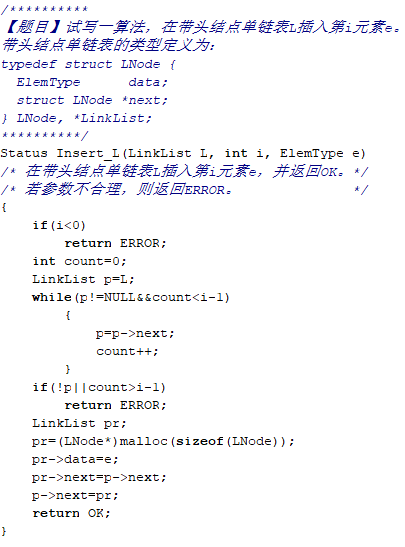 /**********
【题目】试写一算法，在带头结点单链表L插入第i元素e。
带头结点单链表的类型定义为：
typedef struct LNode {
  ElemType      data;
  struct LNode *next;
} LNode, *LinkList;
**********/
Status Insert_L(LinkList L, int i, ElemType e)
/* 在带头结点单链表L插入第i元素e，并返回OK。*/
/* 若参数不合理，则返回ERROR。               */
{
    if(i<0)
        return ERROR;
    int count=0;
    LinkList p=L;
    while(p!=NULL&&count<i-1)
        {
            p=p->next;
            count++;
        }
    if(!p||count>i-1)
        return ERROR;
    LinkList pr;
    pr=(LNode*)malloc(sizeof(LNode));
    pr->data=e;
    pr->next=p->next;
    p->next=pr;
    return OK;
}